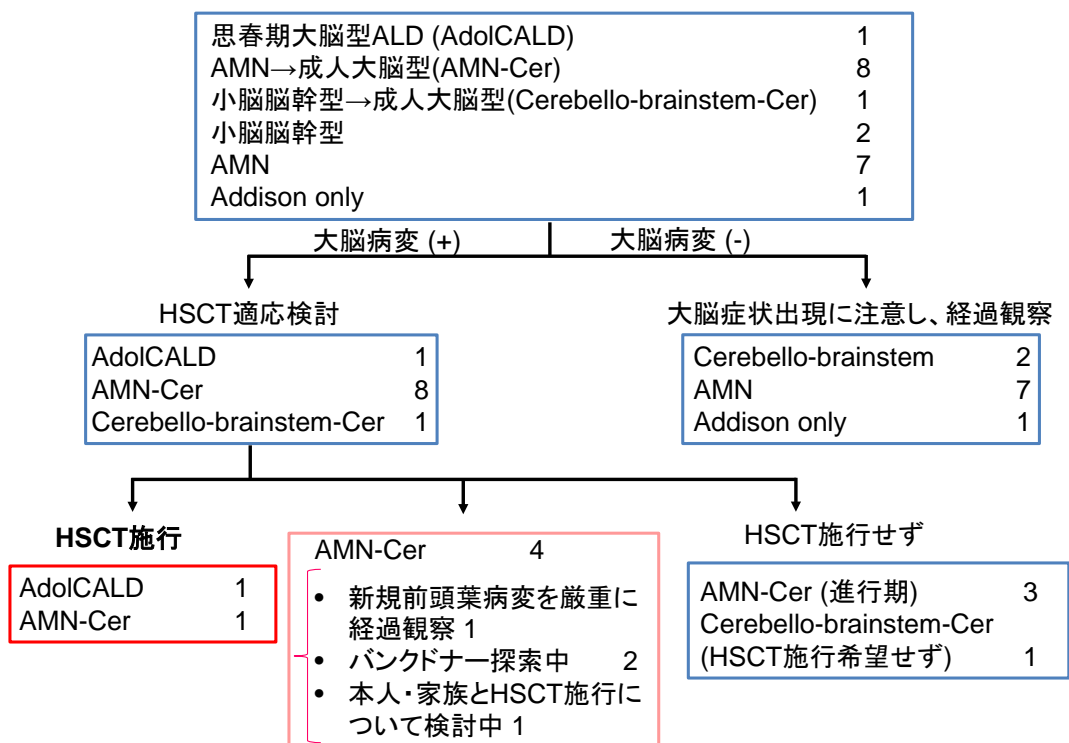 思春期大脳型ALD (AdolCALD) 1
AMN→成人大脳型(AMN-Cer) 8
小脳脳幹型→成人大脳型(Cerebello-brainstem-Cer) 1
小脳脳幹型 2
AMN 7
Addison only 1
大脳病変 (+)
大脳病変 (-)
HSCT適応検討
AdolCALD 1
AMN-Cer 8
Cerebello-brainstem-Cer 1
大脳症状出現に注意し、経過観察
Cerebello-brainstem 2
AMN 7
Addison only 1
HSCT施行
AdolCALD 1
AMN-Cer 1
AMN-Cer 4
• 新規前頭葉病変を厳重に
経過観察 1
• バンクドナー探索中 2
• 本人・家族とHSCT施行に
ついて検討中 1
HSCT施行せず
AMN-Cer (進行期) 3
Cerebello-brainstem-Cer
(HSCT施行希望せず) 1